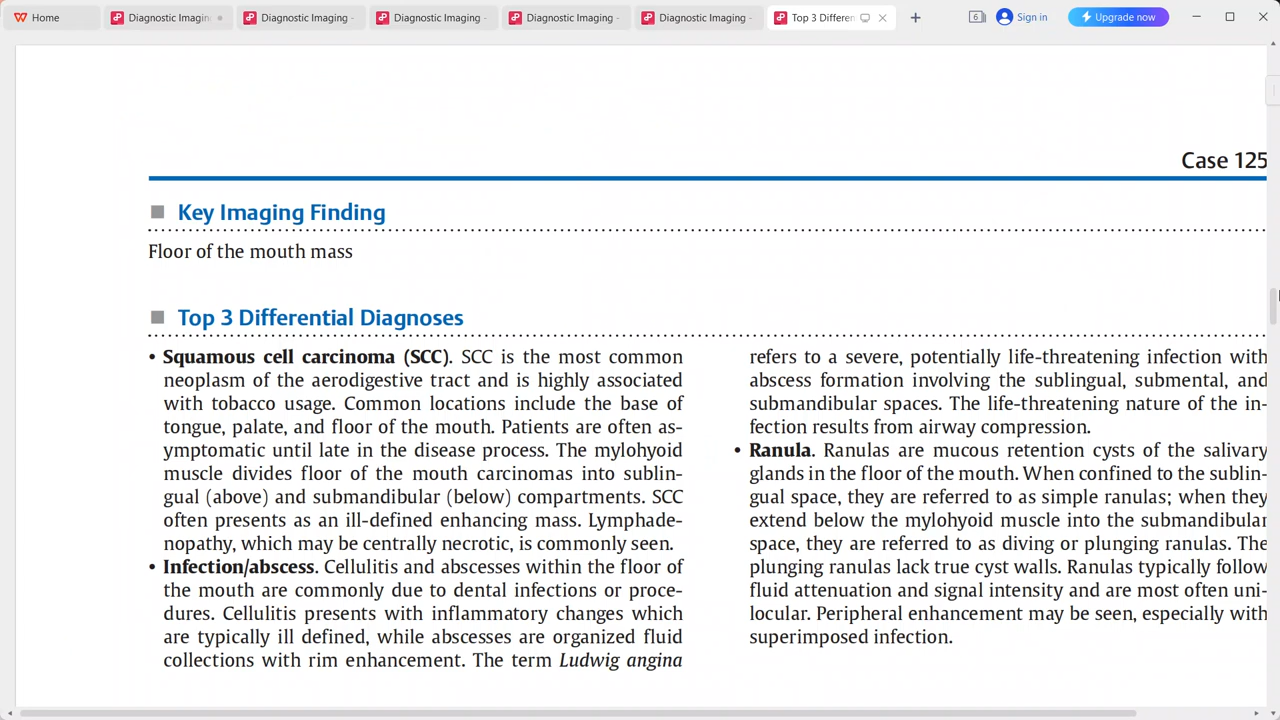 Home
Diagnostic Imaging
Diagnostic Imaging -
Diagnostic Imaging -
Diagnostic Imaging -
Diagnostic Imaging -
Top 3 Differen
6
Sign in
Upgrade now
Case 125
Key Imaging Finding
Floor of the mouth mass
Top 3 Differential Diagnoses
• Squamous cell carcinoma (SCC). SCC is the most common
neoplasm of the aerodigestive tract and is highly associated
with tobacco usage. Common locations include the base of
tongue, palate, and floor of the mouth. Patients are often as-
ymptomatic until late in the disease process. The mylohyoid
muscle divides floor of the mouth carcinomas into sublin-
gual (above) and submandibular (below) compartments. SCC
often presents as an ill-defined enhancing mass. Lymphade-
nopathy, which may be centrally necrotic, is commonly seen.
• Infection/abscess. Cellulitis and abscesses within the floor of
the mouth are commonly due to dental infections or proce-
dures. Cellulitis presents with inflammatory changes which
are typically ill defined, while abscesses are organized fluid
collections with rim enhancement. The term Ludwig angina
refers to a severe, potentially life-threatening infection with
abscess formation involving the sublingual, submental, and
submandibular spaces. The life-threatening nature of the in-
fection results from airway compression.
• Ranula. Ranulas are mucous retention cysts of the salivary
glands in the floor of the mouth. When confined to the sublin-
gual space, they are referred to as simple ranulas; when they
extend below the mylohyoid muscle into the submandibular
space, they are referred to as diving or plunging ranulas. The
plunging ranulas lack true cyst walls. Ranulas typically follow
fluid attenuation and signal intensity and are most often uni-
locular. Peripheral enhancement may be seen, especially with
superimposed infection.